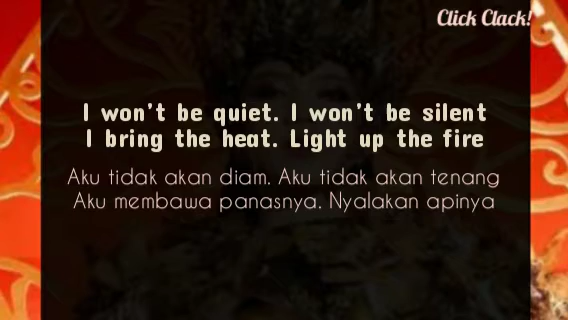 Click Clack!
I won't be quiet. I won't be silent
I bring the heat. Light up the fire
Aku tidak akan diam. Aku tidak akan tenang
Aku membawa panasnya. Nyalakan apinya